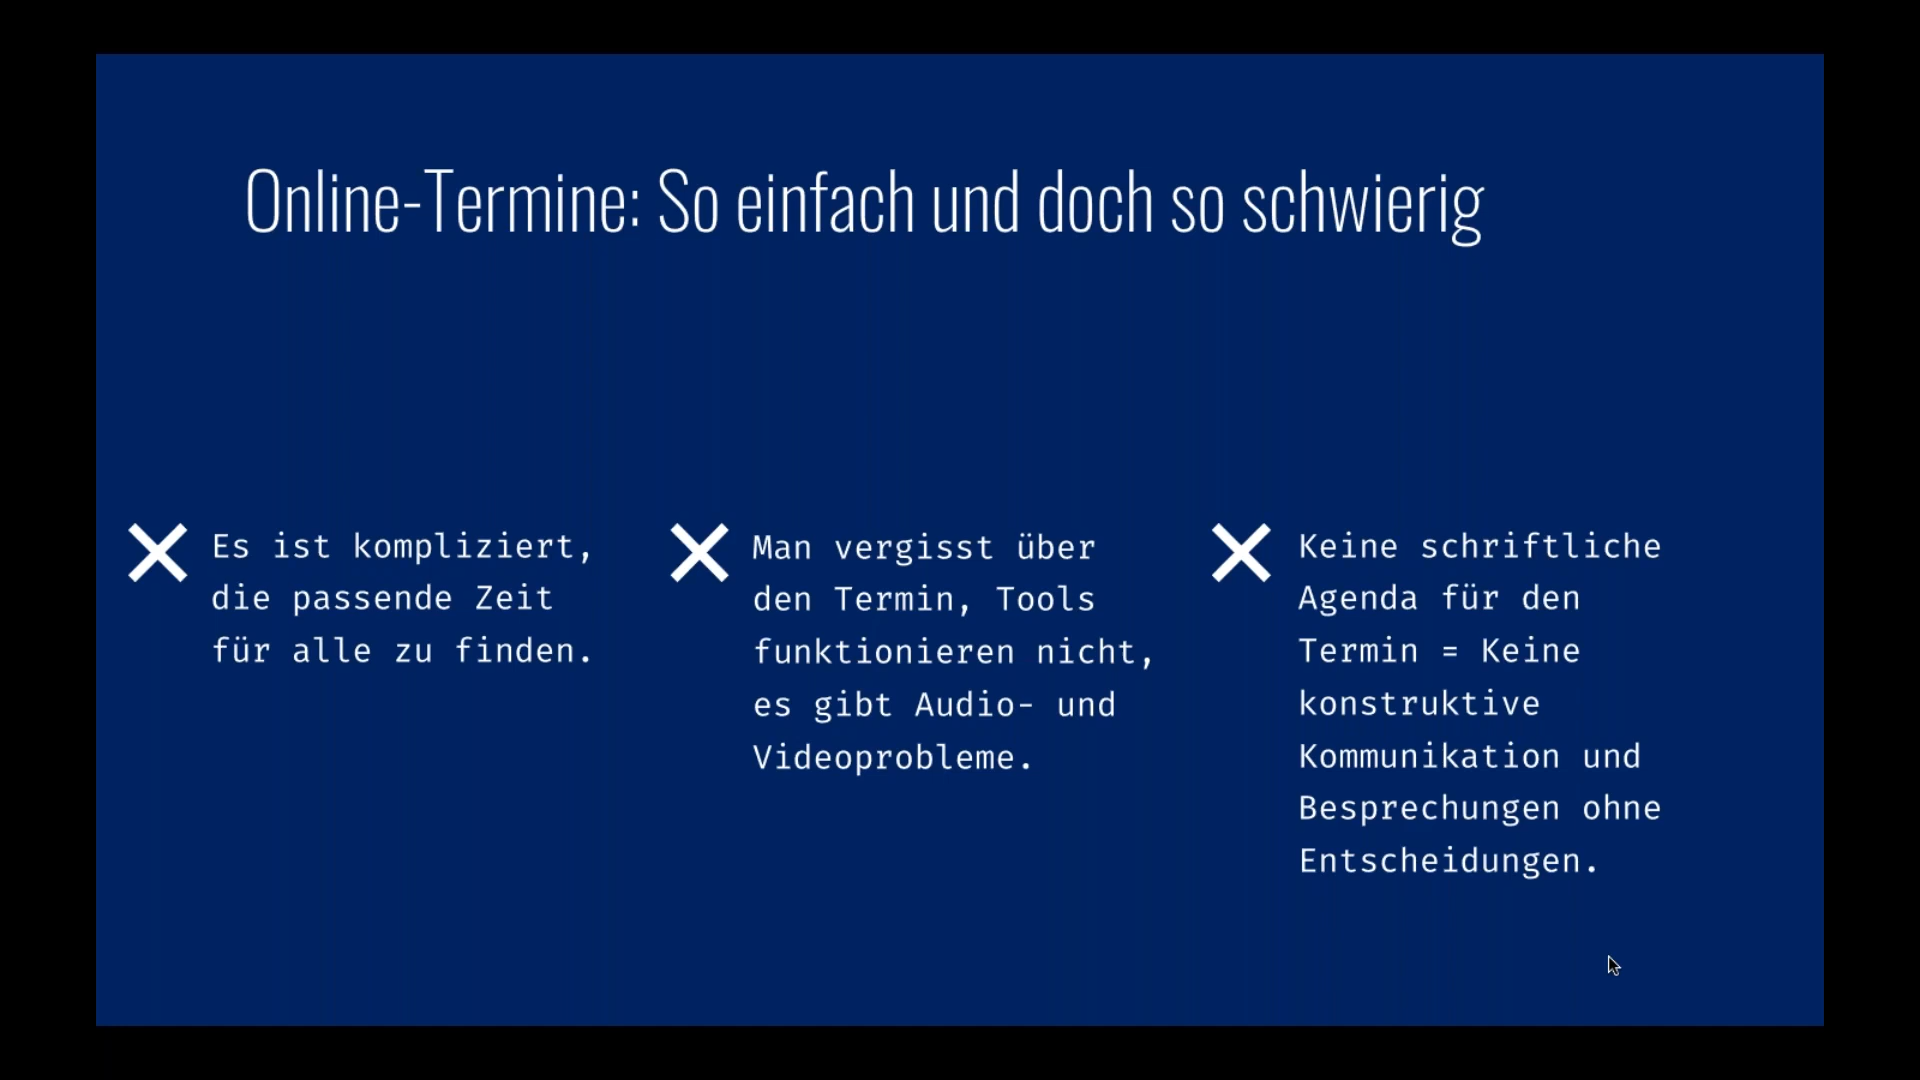 Online-Termine: So einfach und doch so schwierig
Es ist kompliziert,
die passende Zeit
für alle zu finden.
Man vergisst über
den Termin, Tools
funktionieren nicht,
es gibt Audio- und
Videoprobleme.
Keine schriftliche
Agenda für den
Termin = Keine
konstruktive
Kommunikation und
Besprechungen ohne
Entscheidungen.